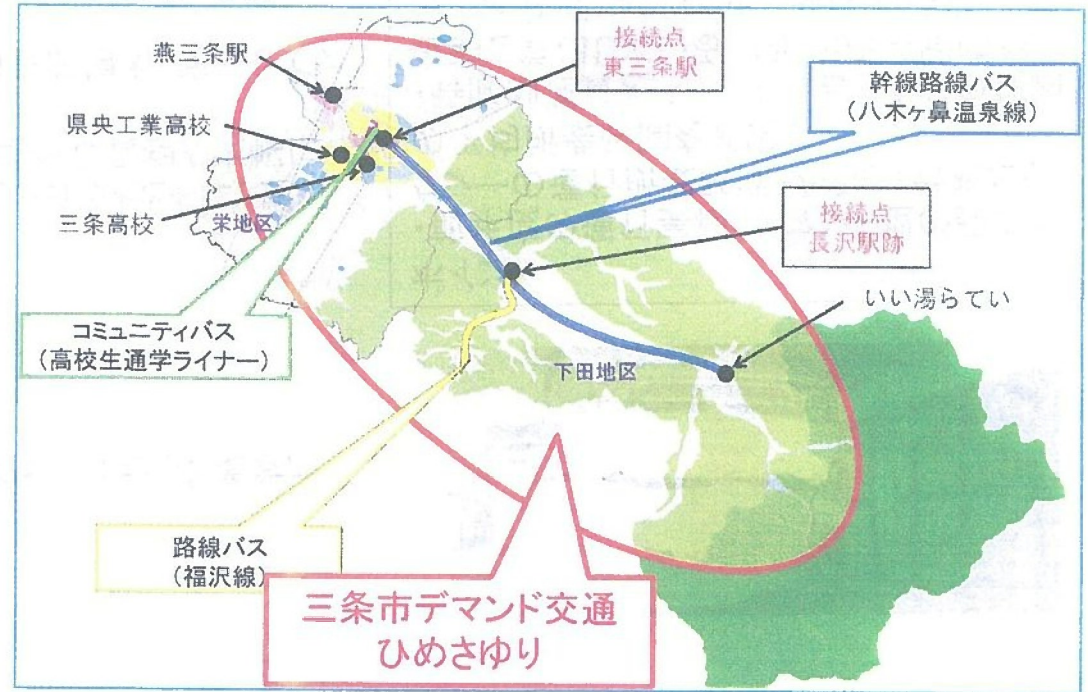 燕三条駅
県央工業高校
三条高校
栄地区
接続点
東三条駅
幹線路線バス
(八木ヶ鼻温泉線)
接続点
長沢駅跡
いい湯らてい
コミュニティバス
(高校生通学ライナー)
下田地区
路線バス
(福沢線)
三条市デマンド交通
ひめさゆり